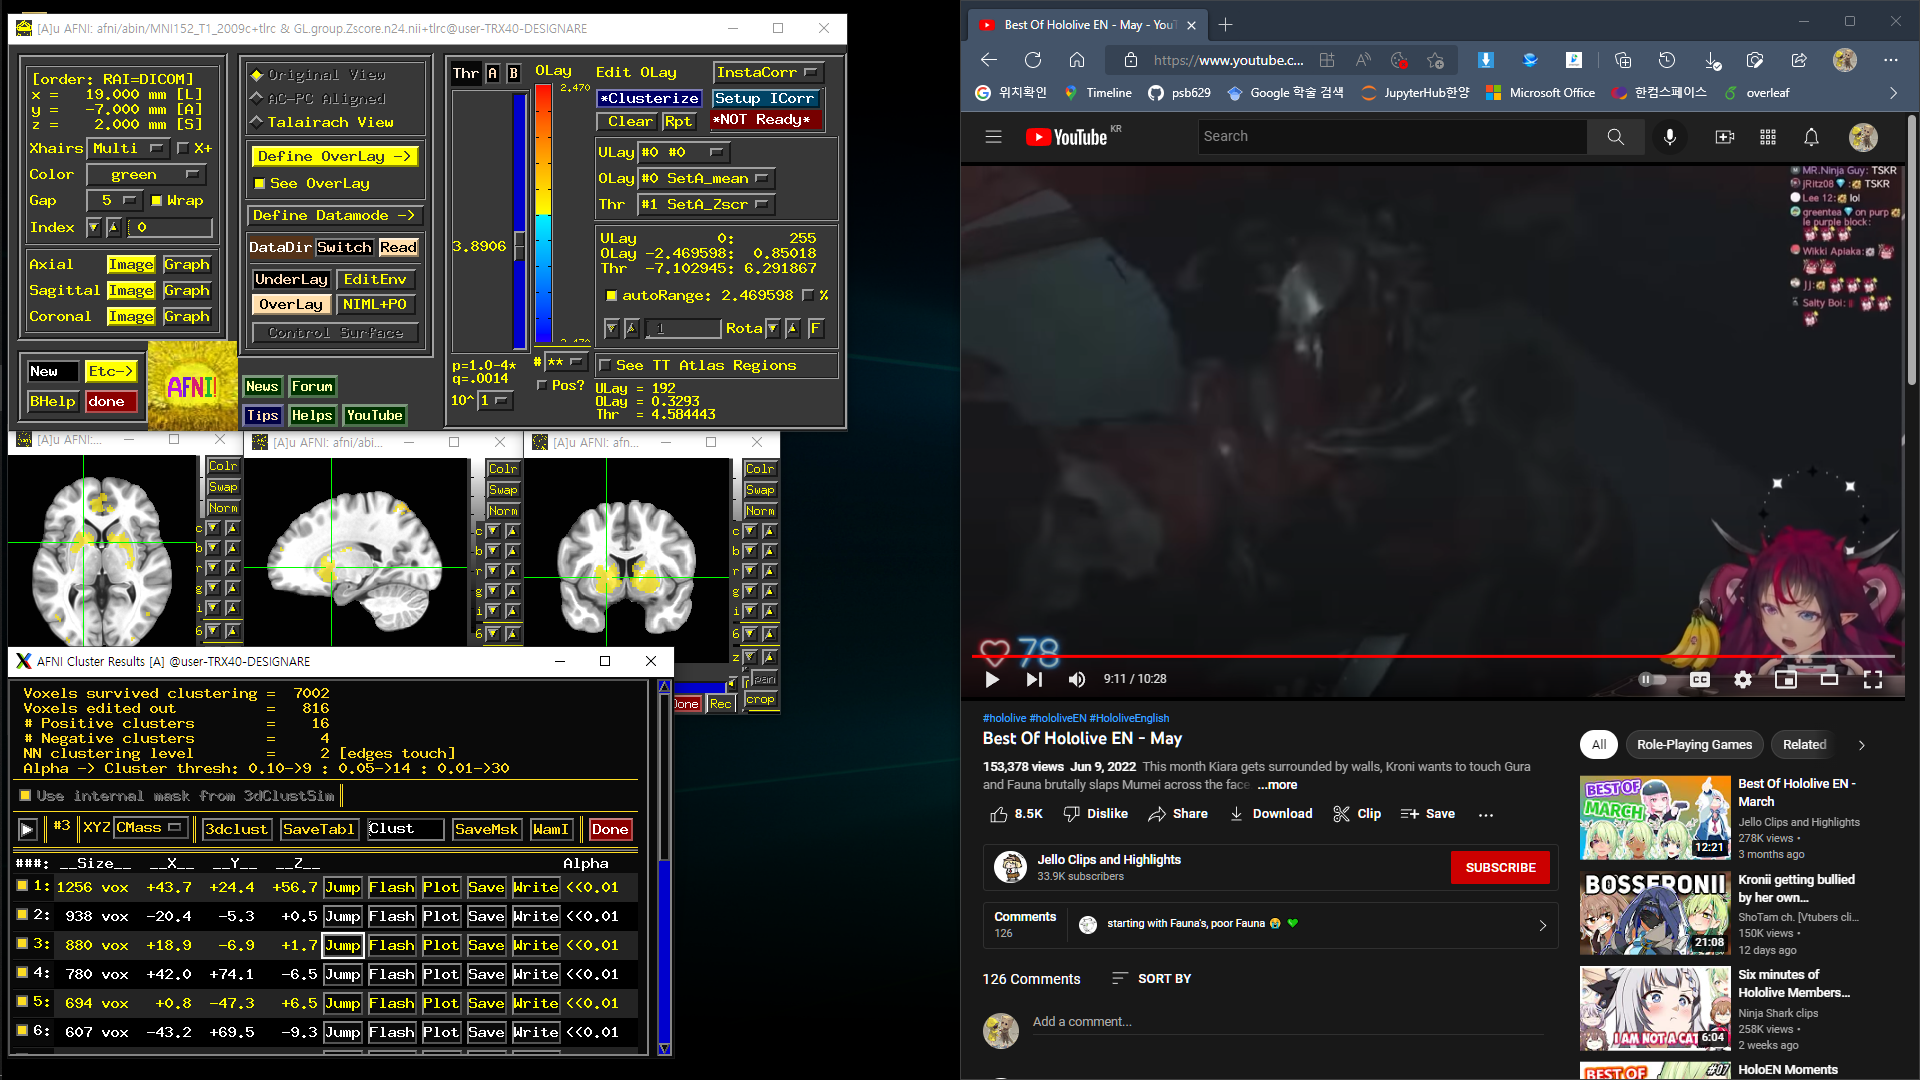 [A]u AFNI: afni/abin/MNI152_T1_2009c+tlrc & GL.group.Zscore.n24.nii+tlrc@user-TRX40-DESIGNARE
[order: RAI=DICOM]
x = 19.000 mm [L]
y = -7.000 mm [A]
z = 2.000 mm [S]
Xhairs Multi X+
Color green
Gap 5 Wrap
Index 0
Axial Image Graph
Sagittal Image Graph
Coronal Image Graph
New Etc->
BHelp done
AFNI!
Original View
AC-PC Aligned
Talairach View
Define OverLay ->
See OverLay
Define Datamode ->
DataDir Switch Read
UnderLay EditEnv
OverLay NIML+PO
Control Surface
News Forum
Tips Helps YouTube
Thr A B OLay
2.470
3.8906
p=1.0-4*
q=.0014
10^ 1
# **
Pos?
Edit OLay InstaCorr
*Clusterize Setup ICorr
Clear Rpt *NOT Ready*
ULay #0 #0
OLay #0 SetA_mean
Thr #1 SetA_Zscr
ULay 0: 255
OLay -2.469598: 0.85018
Thr -7.102945: 6.291867
autoRange: 2.469598 %
1 Rota F
See TT Atlas Regions
ULay = 192
OLay = 0.3293
Thr = 4.584443
[A]u AFNI:...
Colr
Swap
Norm
c
b
r
g
i
6
[A]u AFNI: afni/abi...
Colr
Swap
Norm
c
b
r
g
i
6
[A]u AFNI: afn...
Colr
Swap
Norm
c
b
r
g
i
6
z
pan
crop
Done Rec
AFNI Cluster Results [A] @user-TRX40-DESIGNARE
Voxels survived clustering = 7002
Voxels edited out = 816
# Positive clusters = 16
# Negative clusters = 4
NN clustering level = 2 [edges touch]
Alpha -> Cluster thresh: 0.10->9 : 0.05->14 : 0.01->30
Use internal mask from 3dClustSim
#3 XYZ CMass 3dclust SaveTabl Clust SaveMsk WamI Done
###: __Size__ __X__ __Y__ __Z__ Alpha
1: 1256 vox +43.7 +24.4 +56.7 Jump Flash Plot Save Write <<0.01
2: 938 vox -20.4 -5.3 +0.5 Jump Flash Plot Save Write <<0.01
3: 880 vox +18.9 -6.9 +1.7 Jump Flash Plot Save Write <<0.01
4: 780 vox +42.0 +74.1 -6.5 Jump Flash Plot Save Write <<0.01
5: 694 vox +0.8 -47.3 +6.5 Jump Flash Plot Save Write <<0.01
6: 607 vox -43.2 +69.5 -9.3 Jump Flash Plot Save Write <<0.01
Best Of Hololive EN - May - YouT
https://www.youtube.c...
위치확인 Timeline psb629 Google 학술 검색 JupyterHub한양 Microsoft Office 한컴스페이스 overleaf
YouTube KR
Search
MR.Ninja Guy: TSKR
jRitz08 TSKR
Lee 12: lol
greentea on purp
le purple block:
Wikki Apiaka:
JJ:
Salty Boi:
78
9:11 / 10:28
CC
#hololive #hololiveEN #HololiveEnglish
Best Of Hololive EN - May
153,378 views Jun 9, 2022 This month Kiara gets surrounded by walls, Kroni wants to touch Gura
and Fauna brutally slaps Mumei across the face ...more
8.5K Dislike Share Download Clip Save ...
Jello Clips and Highlights
33.9K subscribers
SUBSCRIBE
Comments
126
starting with Fauna's, poor Fauna 😭 💚
126 Comments SORT BY
Add a comment...
All Role-Playing Games Related
BEST OF
MARCH
12:21
Best Of Hololive EN -
March
Jello Clips and Highlights
278K views •
3 months ago
BOSSERONII
21:08
Kronii getting bullied
by her own...
ShoTam ch. [Vtubers cli...
150K views •
12 days ago
I AM NOT A CAT
6:04
Six minutes of
Hololive Members...
Ninja Shark clips
258K views •
2 weeks ago
BEST OF
#07
HoloEN Moments